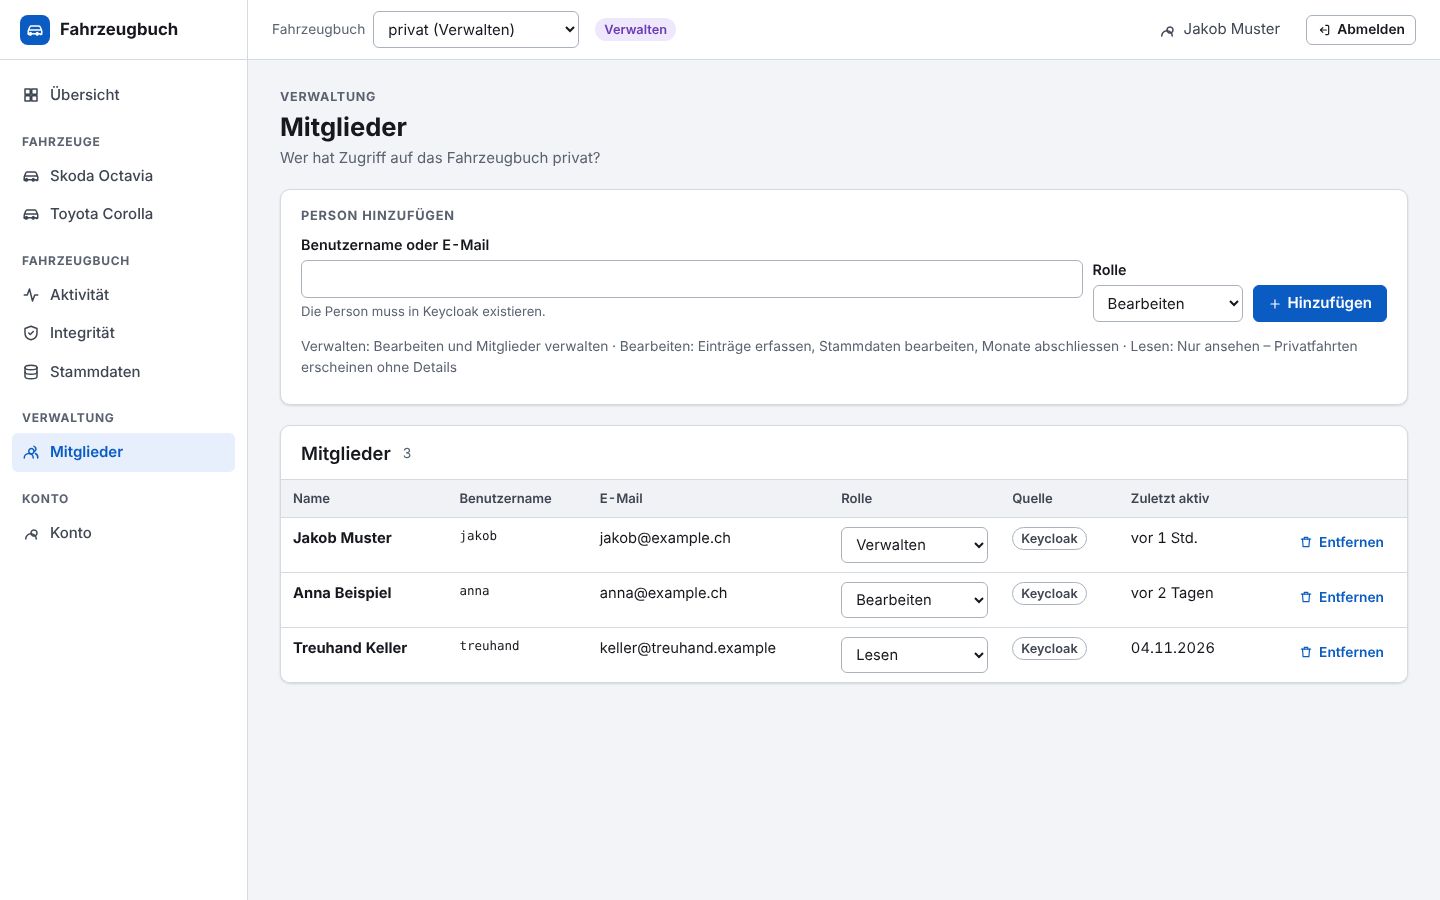 Fahrzeugbuch
Fahrzeugbuch privat (Verwalten) Verwalten Jakob Muster Abmelden
Übersicht
FAHRZEUGE
Skoda Octavia
Toyota Corolla
FAHRZEUGBUCH
Aktivität
Integrität
Stammdaten
VERWALTUNG
Mitglieder
KONTO
Konto
VERWALTUNG
Mitglieder
Wer hat Zugriff auf das Fahrzeugbuch privat?
PERSON HINZUFÜGEN
Benutzername oder E-Mail
Die Person muss in Keycloak existieren.
Rolle
Bearbeiten
Hinzufügen
Verwalten: Bearbeiten und Mitglieder verwalten · Bearbeiten: Einträge erfassen, Stammdaten bearbeiten, Monate abschliessen · Lesen: Nur ansehen – Privatfahrten
erscheinen ohne Details
Mitglieder 3
Name Benutzername E-Mail Rolle Quelle Zuletzt aktiv
Jakob Muster jakob jakob@example.ch Verwalten Keycloak vor 1 Std. Entfernen
Anna Beispiel anna anna@example.ch Bearbeiten Keycloak vor 2 Tagen Entfernen
Treuhand Keller treuhand keller@treuhand.example Lesen Keycloak 04.11.2026 Entfernen